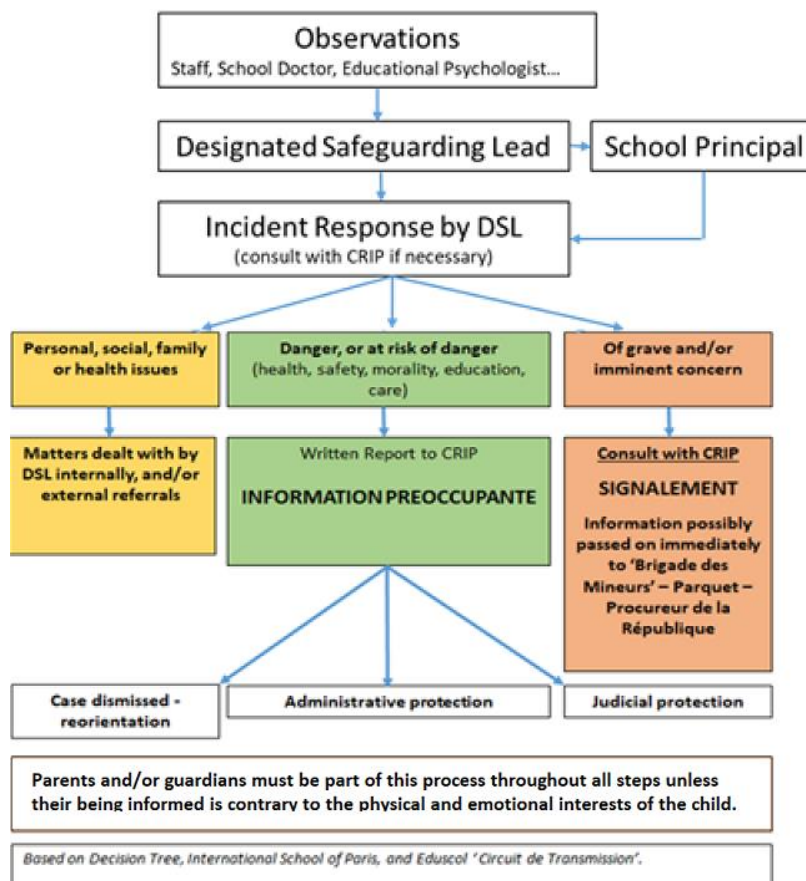 Observations
Staff, School Doctor, Educational Psychologist...
Designated Safeguarding Lead
School Principal
Incident Response by DSL
(consult with CRIP if necessary)
Personal, social, family
or health issues
Danger, or at risk of danger
(health, safety, morality, education,
care)
Of grave and/or
imminent concern
Matters dealt with by
DSL internally, and/or
external referrals
Written Report to CRIP
INFORMATION PREOCCUPANTE
Consult with CRIP
SIGNALEMENT
Information possibly
passed on immediately
to ‘Brigade des
Mineurs’ – Parquet –
Procureur de la
République
Case dismissed -
reorientation
Administrative protection
Judicial protection
Parents and/or guardians must be part of this process throughout all steps unless
their being informed is contrary to the physical and emotional interests of the child.
Based on Decision Tree, International School of Paris, and Eduscol ‘Circuit de Transmission’.